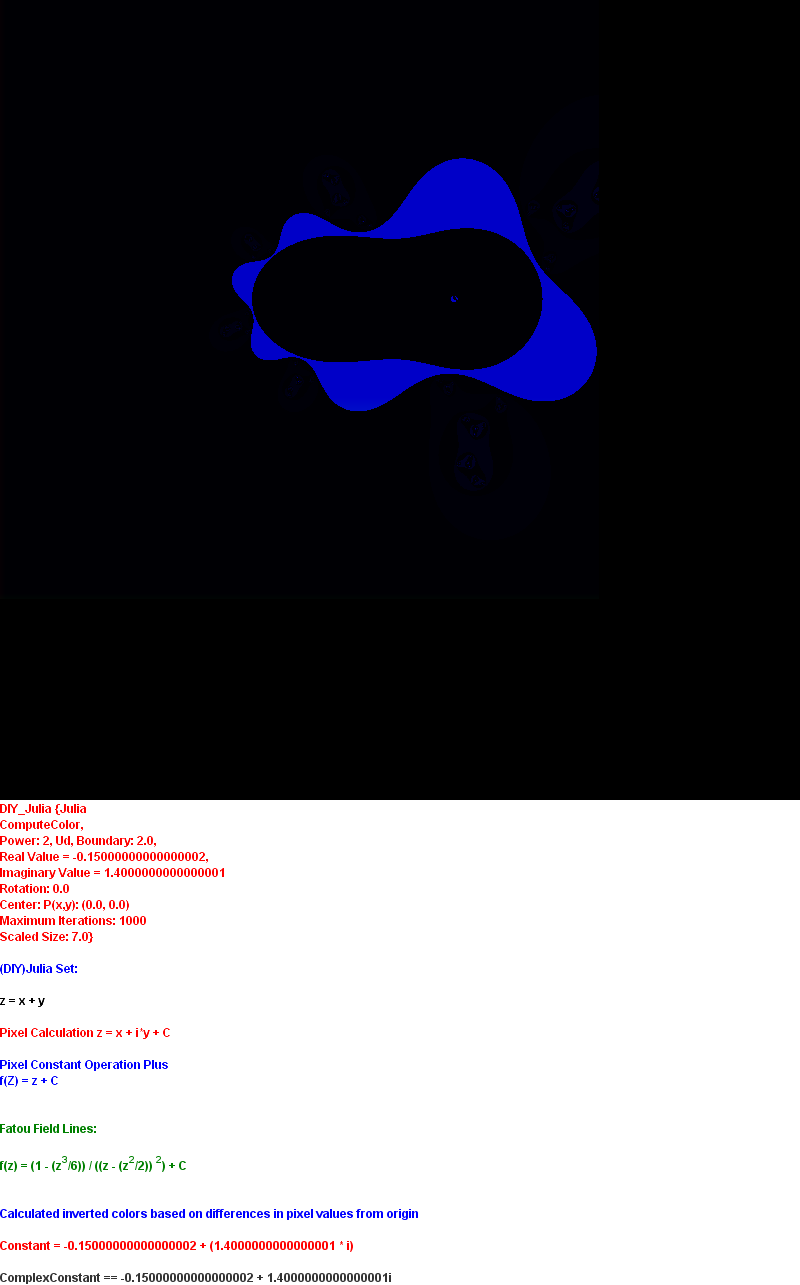 DIY_Julia {Julia
ComputeColor,
Power: 2, Ud, Boundary: 2.0,
Real Value = -0.15000000000000002,
Imaginary Value = 1.4000000000000001
Rotation: 0.0
Center: P(x,y): (0.0, 0.0)
Maximum Iterations: 1000
Scaled Size: 7.0}
(DIY)Julia Set:
z = x + y
Pixel Calculation z = x + i*y + C
Pixel Constant Operation Plus
f(Z) = z + C
Fatou Field Lines:
f(z) = (1 - (z^3/6)) / ((z - (z^2/2)) ^2) + C
Calculated inverted colors based on differences in pixel values from origin
Constant = -0.15000000000000002 + (1.4000000000000001 * i)
ComplexConstant == -0.15000000000000002 + 1.4000000000000001i